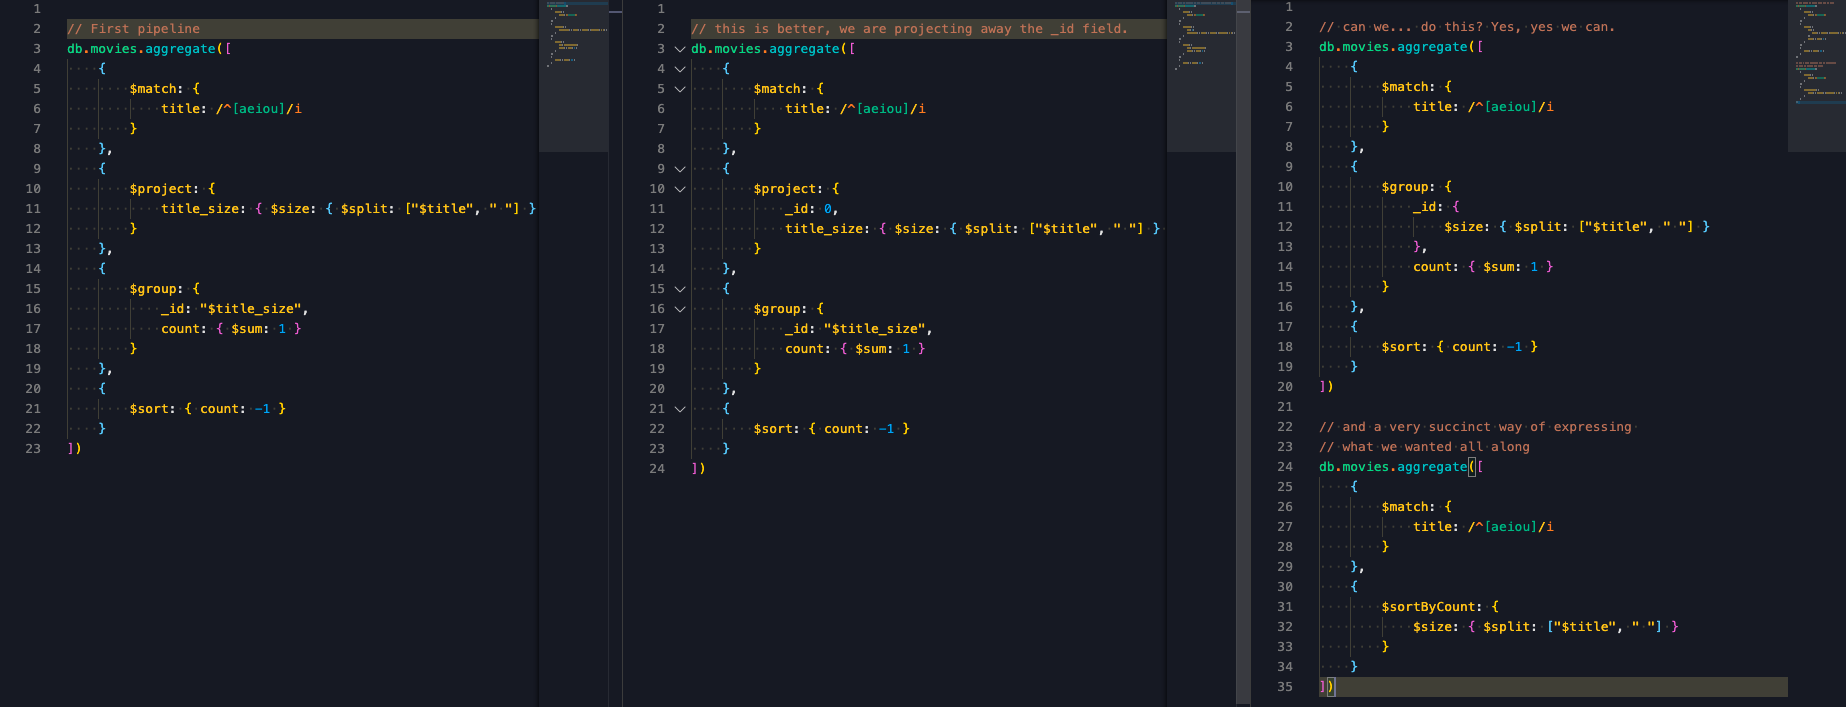 1
2 // First pipeline
3 db.movies.aggregate([
4 {
5 $match: {
6 title: /^[aeiou]/i
7 }
8 },
9 {
10 $project: {
11 title_size: { $size: { $split: ["$title", " "] }
12 }
13 },
14 {
15 $group: {
16 _id: "$title_size",
17 count: { $sum: 1 }
18 }
19 },
20 {
21 $sort: { count: -1 }
22 }
23 ])
1
2 // this is better, we are projecting away the _id field.
3 db.movies.aggregate([
4 {
5 $match: {
6 title: /^[aeiou]/i
7 }
8 },
9 {
10 $project: {
11 _id: 0,
12 title_size: { $size: { $split: ["$title", " "] }
13 }
14 },
15 {
16 $group: {
17 _id: "$title_size",
18 count: { $sum: 1 }
19 }
20 },
21 {
22 $sort: { count: -1 }
23 }
24 ])
1
2 // can we... do this? Yes, yes we can.
3 db.movies.aggregate([
4 {
5 $match: {
6 title: /^[aeiou]/i
7 }
8 },
9 {
10 $group: {
11 _id: {
12 $size: { $split: ["$title", " "] }
13 },
14 count: { $sum: 1 }
15 }
16 },
17 {
18 $sort: { count: -1 }
19 }
20 ])
21
22 // and a very succinct way of expressing
23 // what we wanted all along
24 db.movies.aggregate([
25 {
26 $match: {
27 title: /^[aeiou]/i
28 }
29 },
30 {
31 $sortByCount: {
32 $size: { $split: ["$title", " "] }
33 }
34 }
35 ])